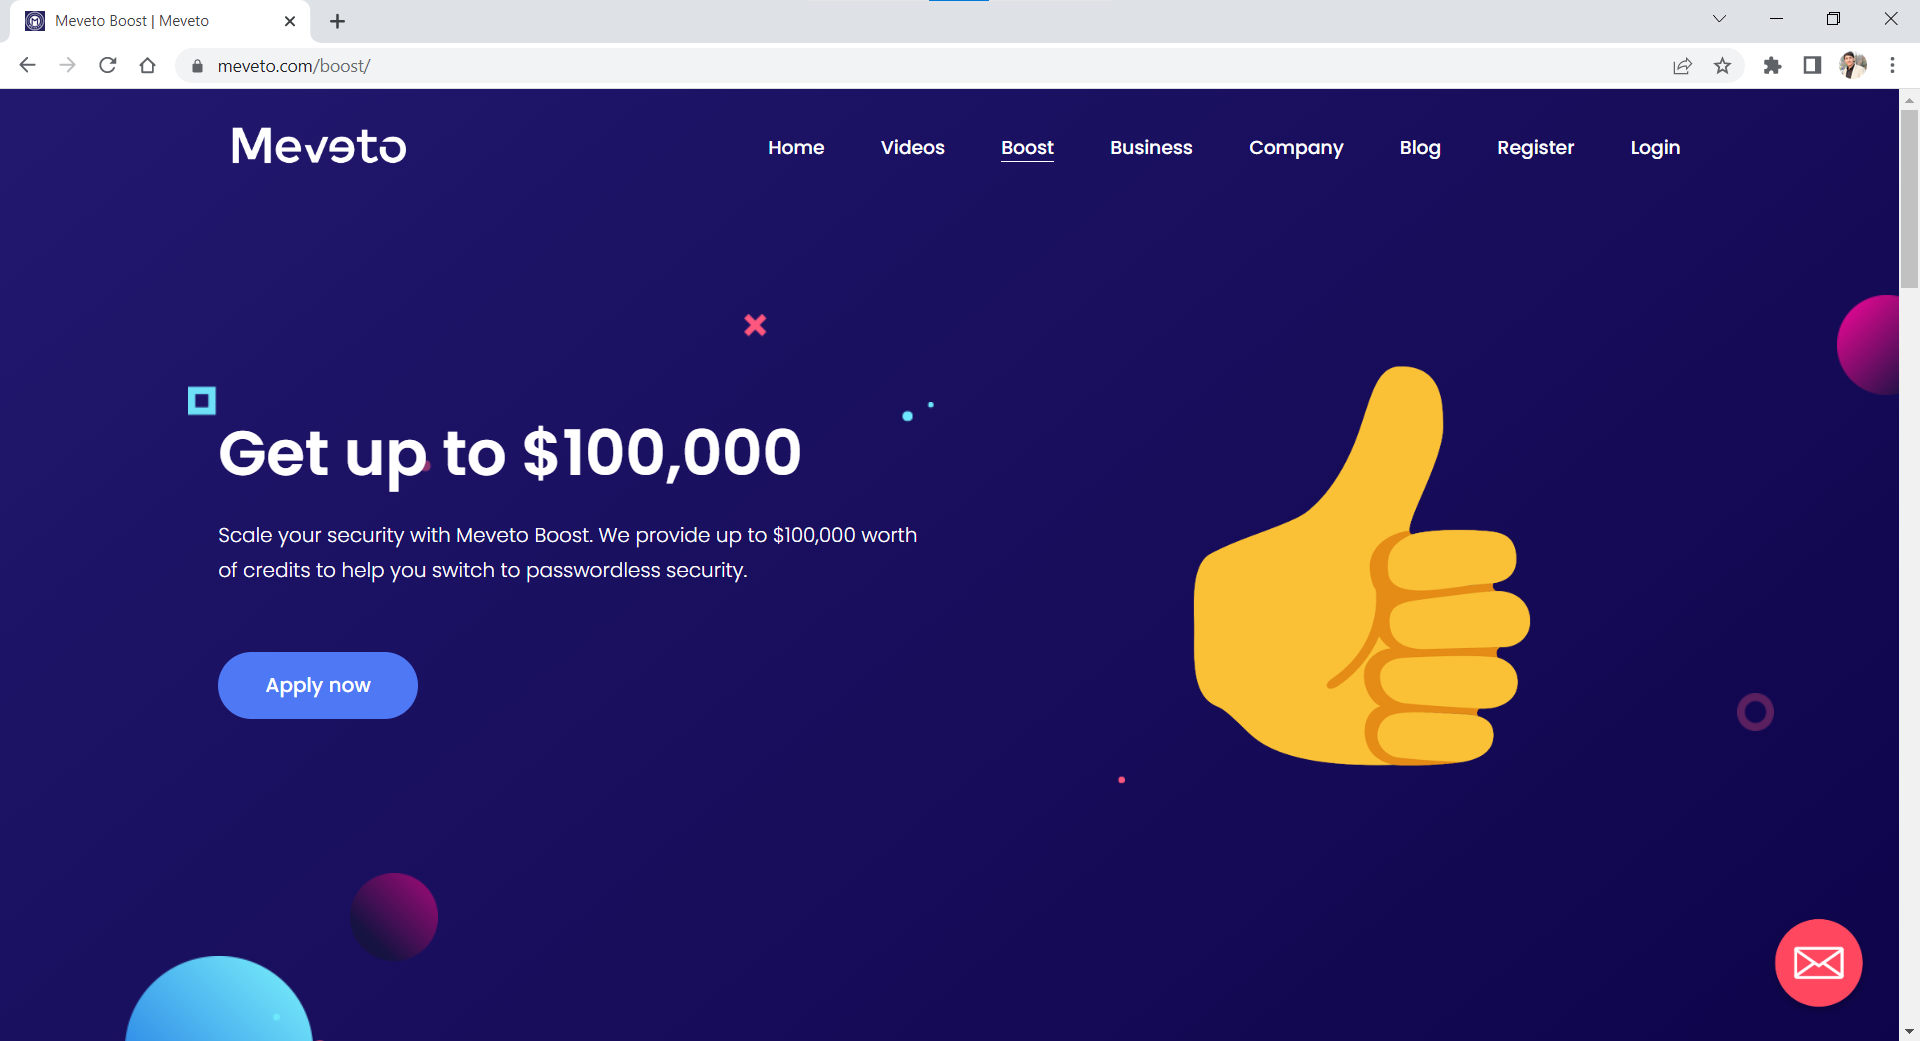 Meveto Boost | Meveto
meveto.com/boost/
Meveto
Home
Videos
Boost
Business
Company
Blog
Register
Login
Get up to $100,000
Scale your security with Meveto Boost. We provide up to $100,000 worth
of credits to help you switch to passwordless security.
Apply now